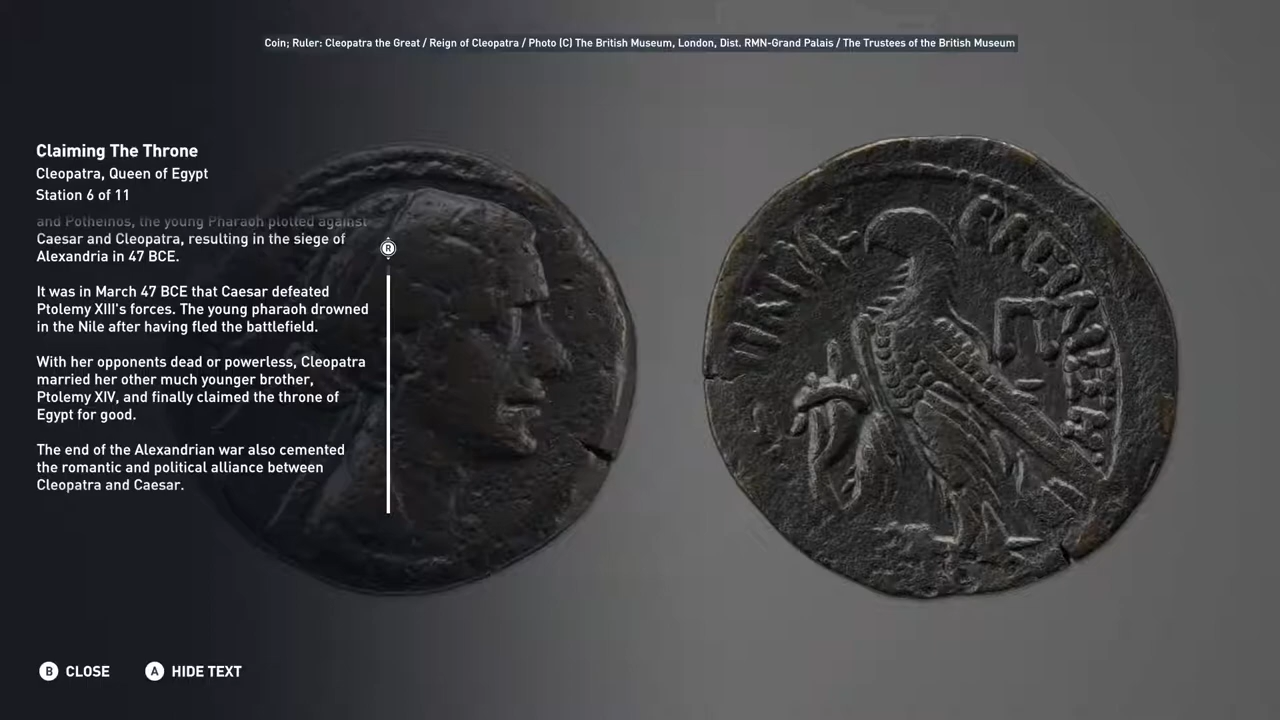 Coin; Ruler: Cleopatra the Great / Reign of Cleopatra / Photo (C) The British Museum, London, Dist. RMN-Grand Palais / The Trustees of the British Museum
Claiming The Throne
Cleopatra, Queen of Egypt
Station 6 of 11
and Potheinos, the young Pharaoh plotted against
Caesar and Cleopatra, resulting in the siege of
Alexandria in 47 BCE.
It was in March 47 BCE that Caesar defeated
Ptolemy XIII's forces. The young pharaoh drowned
in the Nile after having fled the battlefield.
With her opponents dead or powerless, Cleopatra
married her other much younger brother,
Ptolemy XIV, and finally claimed the throne of
Egypt for good.
The end of the Alexandrian war also cemented
the romantic and political alliance between
Cleopatra and Caesar.
R
B CLOSE
A HIDE TEXT